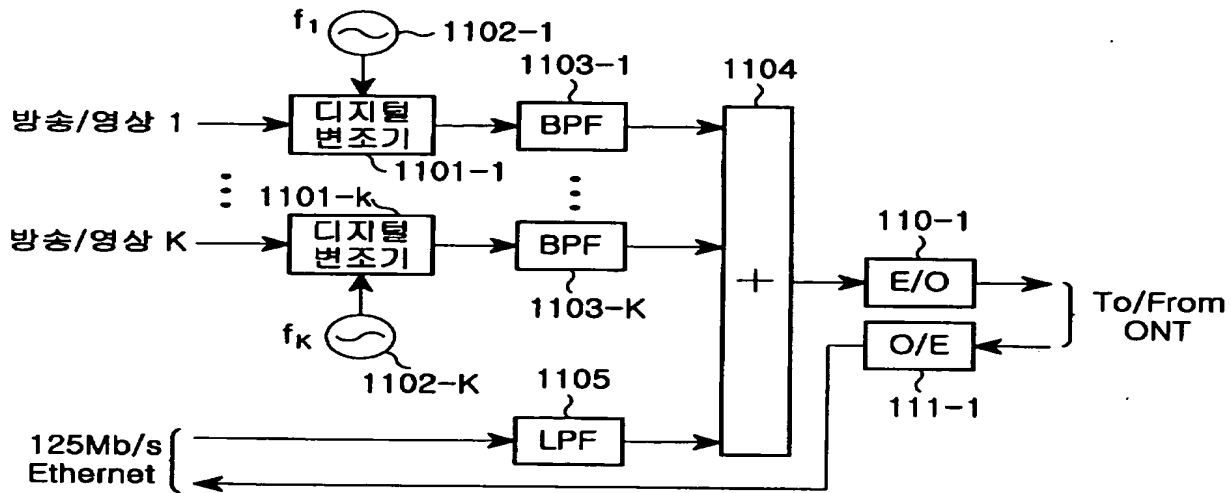 f1
1102-1
1103-1
1104
방송/영상 1
디지털
변조기
BPF
1101-1
1101-k
방송/영상 K
디지털
변조기
BPF
1103-K
fK
1102-K
+
110-1
E/O
To/From
ONT
O/E
111-1
1105
LPF
125Mb/s
Ethernet